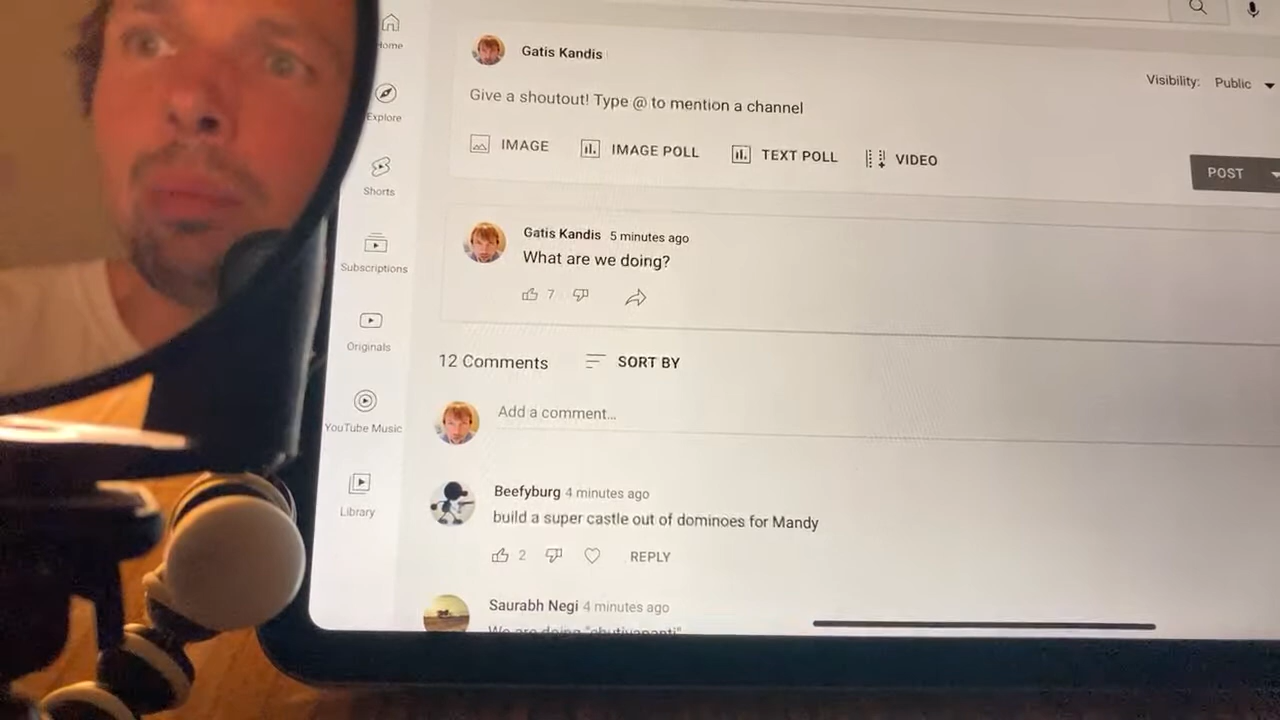 Home
Explore
Shorts
Subscriptions
Originals
YouTube Music
Library
Gatis Kandis
Visibility: Public
Give a shoutout! Type @ to mention a channel
IMAGE IMAGE POLL TEXT POLL VIDEO
POST
Gatis Kandis 5 minutes ago
What are we doing?
7
12 Comments SORT BY
Add a comment...
Beefyburg 4 minutes ago
build a super castle out of dominoes for Mandy
2 REPLY
Saurabh Negi 4 minutes ago
We are doing